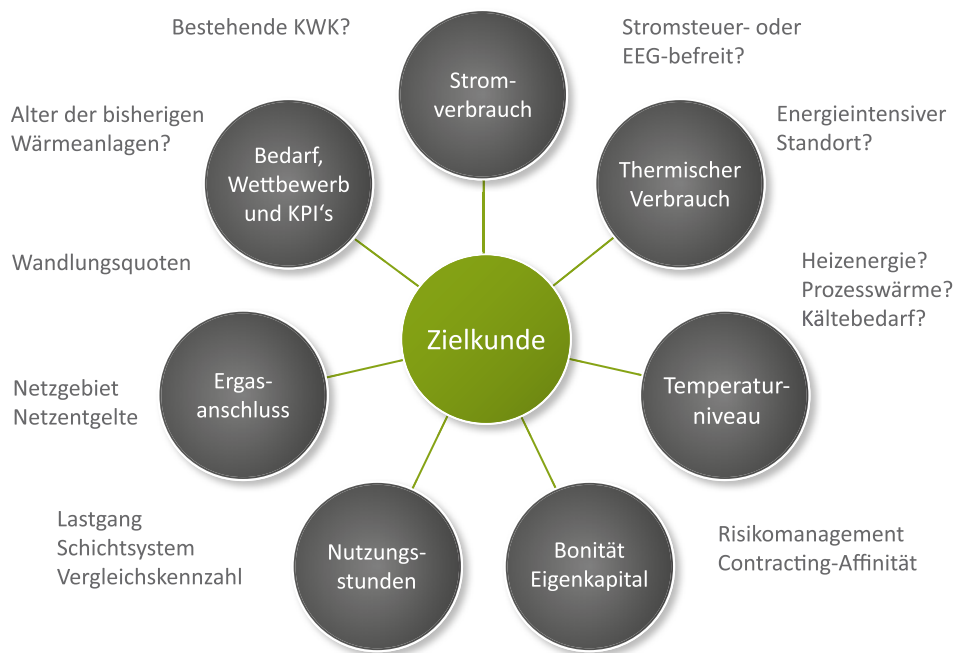 Bestehende KWK?
Stromsteuer- oder
EEG-befreit?
Strom-
verbrauch
Alter der bisherigen
Wärmeanlagen?
Energieintensiver
Standort?
Bedarf,
Wettbewerb
und KPI‘s
Thermischer
Verbrauch
Wandlungsquoten
Heizenergie?
Prozesswärme?
Kältebedarf?
Zielkunde
Netzgebiet
Netzentgelte
Ergas-
anschluss
Temperatur-
niveau
Lastgang
Schichtsystem
Vergleichskennzahl
Nutzungs-
stunden
Bonität
Eigenkapital
Risikomanagement
Contracting-Affinität